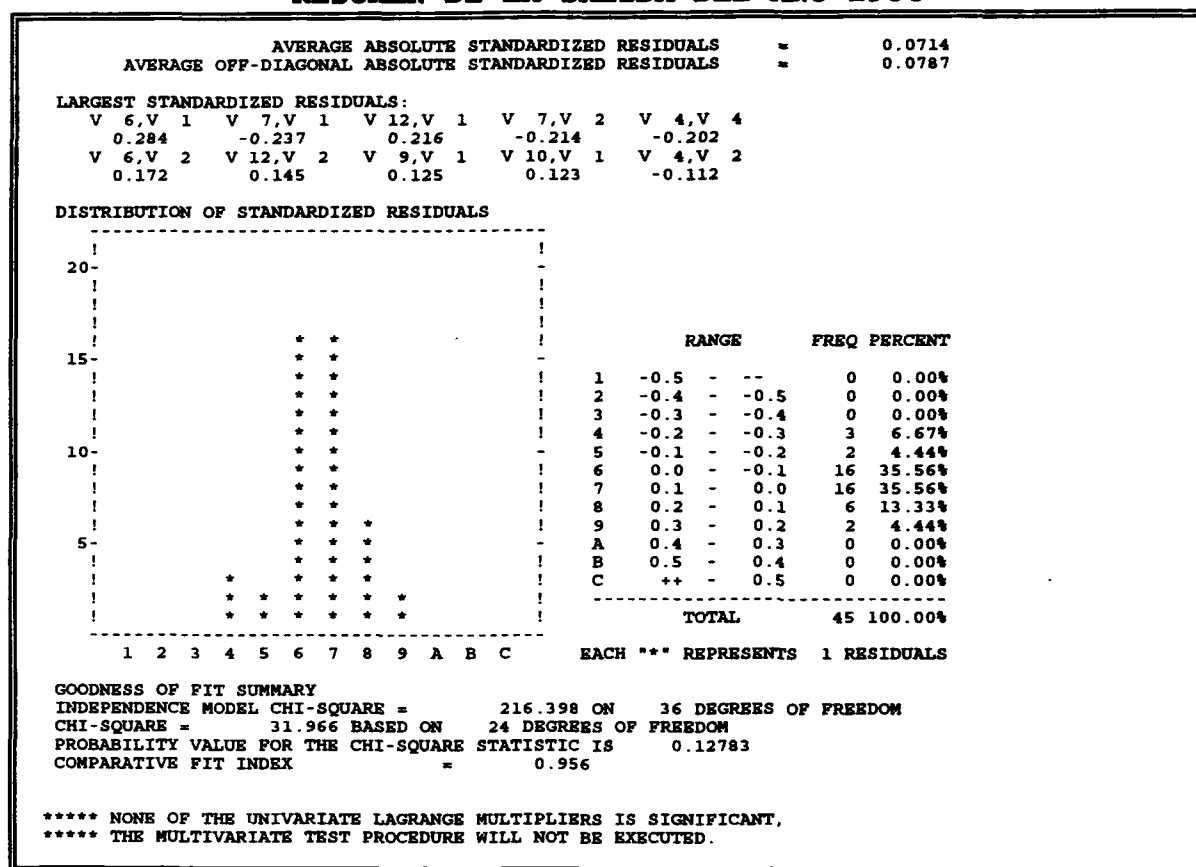 AVERAGE ABSOLUTE STANDARDIZED RESIDUALS = 0.0714
AVERAGE OFF-DIAGONAL ABSOLUTE STANDARDIZED RESIDUALS = 0.0787
LARGEST STANDARDIZED RESIDUALS:
V 6,V 1 V 7,V 1 V 12,V 1 V 7,V 2 V 4,V 4
0.284 -0.237 0.216 -0.214 -0.202
V 6,V 2 V 12,V 2 V 9,V 1 V 10,V 1 V 4,V 2
0.172 0.145 0.125 0.123 -0.112
DISTRIBUTION OF STANDARDIZED RESIDUALS
20-
15-
10-
5-
1 2 3 4 5 6 7 8 9 A B C
RANGE FREQ PERCENT
1 -0.5 - -- 0 0.00%
2 -0.4 - -0.5 0 0.00%
3 -0.3 - -0.4 0 0.00%
4 -0.2 - -0.3 3 6.67%
5 -0.1 - -0.2 2 4.44%
6 0.0 - -0.1 16 35.56%
7 0.1 - 0.0 16 35.56%
8 0.2 - 0.1 6 13.33%
9 0.3 - 0.2 2 4.44%
A 0.4 - 0.3 0 0.00%
B 0.5 - 0.4 0 0.00%
C ++ - 0.5 0 0.00%
TOTAL 45 100.00%
EACH "*" REPRESENTS 1 RESIDUALS
GOODNESS OF FIT SUMMARY
INDEPENDENCE MODEL CHI-SQUARE = 216.398 ON 36 DEGREES OF FREEDOM
CHI-SQUARE = 31.966 BASED ON 24 DEGREES OF FREEDOM
PROBABILITY VALUE FOR THE CHI-SQUARE STATISTIC IS 0.12783
COMPARATIVE FIT INDEX = 0.956
***** NONE OF THE UNIVARIATE LAGRANGE MULTIPLIERS IS SIGNIFICANT,
***** THE MULTIVARIATE TEST PROCEDURE WILL NOT BE EXECUTED.